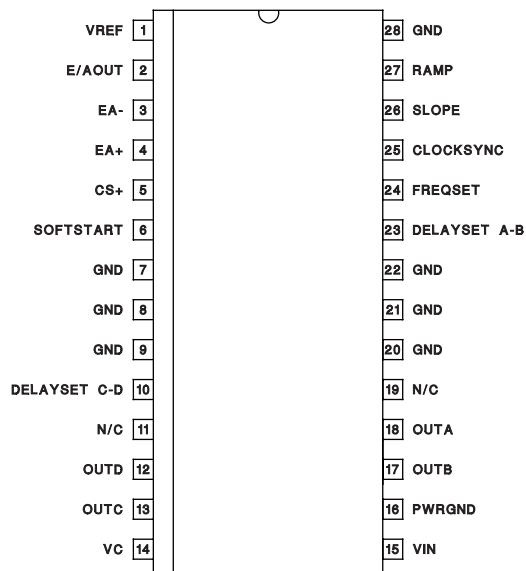 VREF 1 28 GND
E/AOUT 2 27 RAMP
EA- 3 26 SLOPE
EA+ 4 25 CLOCKSYNC
CS+ 5 24 FREQSET
SOFTSTART 6 23 DELAYSET A-B
GND 7 22 GND
GND 8 21 GND
GND 9 20 GND
DELAYSET C-D 10 19 N/C
N/C 11 18 OUTA
OUTD 12 17 OUTB
OUTC 13 16 PWRGND
VC 14 15 VIN